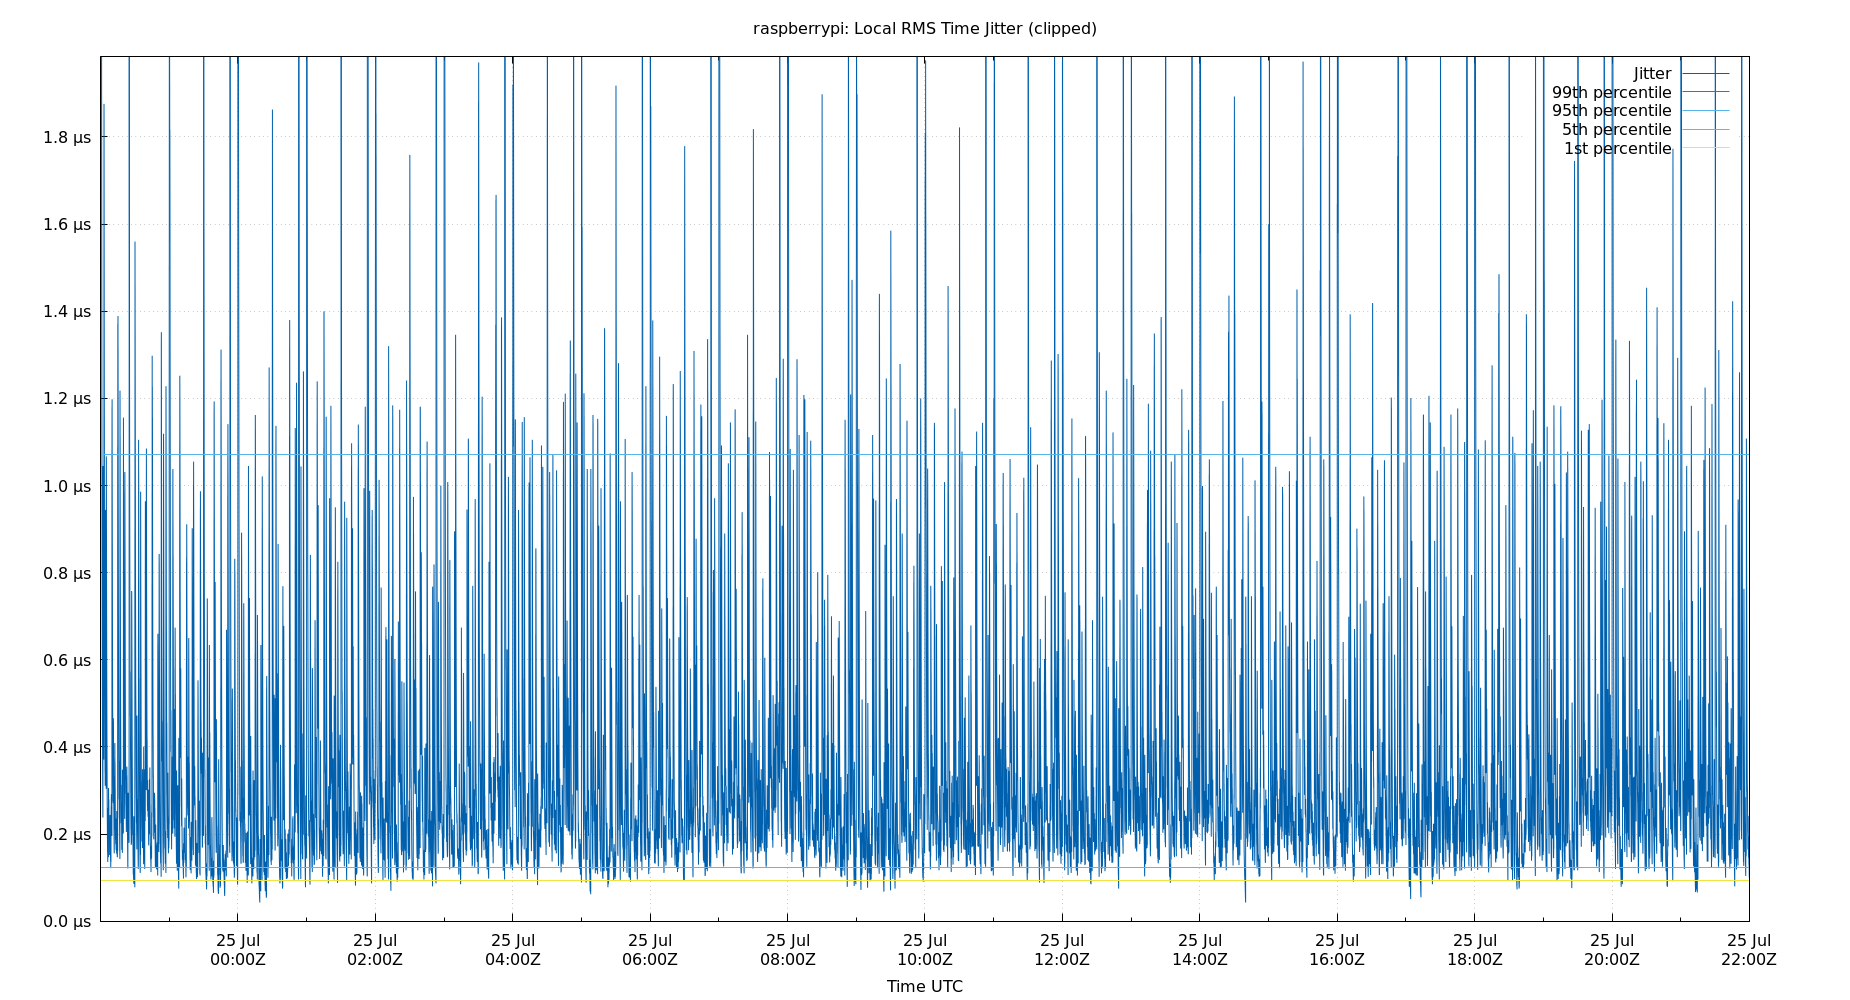 raspberrypi: Local RMS Time Jitter (clipped)
Jitter
99th percentile
95th percentile
5th percentile
1st percentile
1.8 μs
1.6 μs
1.4 μs
1.2 μs
1.0 μs
0.8 μs
0.6 μs
0.4 μs
0.2 μs
0.0 μs
25 Jul 25 Jul 25 Jul 25 Jul 25 Jul 25 Jul 25 Jul 25 Jul 25 Jul 25 Jul 25 Jul 25 Jul
00:00Z 02:00Z 04:00Z 06:00Z 08:00Z 10:00Z 12:00Z 14:00Z 16:00Z 18:00Z 20:00Z 22:00Z
Time UTC